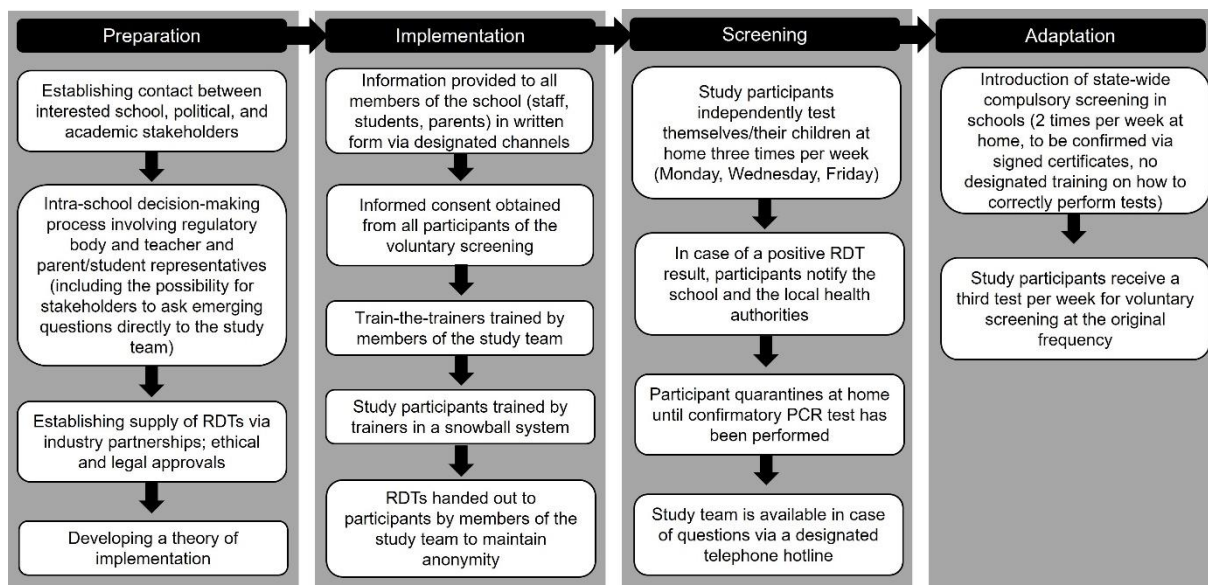 Preparation
Establishing contact between
interested school, political, and
academic stakeholders
Intra-school decision-making
process involving regulatory
body and teacher and
parent/student representatives
(including the possibility for
stakeholders to ask emerging
questions directly to the study
team)
Establishing supply of RDTs via
industry partnerships; ethical
and legal approvals
Developing a theory of
implementation
Implementation
Information provided to all
members of the school (staff,
students, parents) in written
form via designated channels
Informed consent obtained
from all participants of the
voluntary screening
Train-the-trainers trained by
members of the study team
Study participants trained by
trainers in a snowball system
RDTs handed out to
participants by members of the
study team to maintain
anonymity
Screening
Study participants
independently test
themselves/their children at
home three times per week
(Monday, Wednesday, Friday)
In case of a positive RDT
result, participants notify the
school and the local health
authorities
Participant quarantines at home
until confirmatory PCR test has
been performed
Study team is available in case
of questions via a designated
telephone hotline
Adaptation
Introduction of state-wide
compulsory screening in
schools (2 times per week at
home, to be confirmed via
signed certificates, no
designated training on how to
correctly perform tests)
Study participants receive a
third test per week for voluntary
screening at the original
frequency